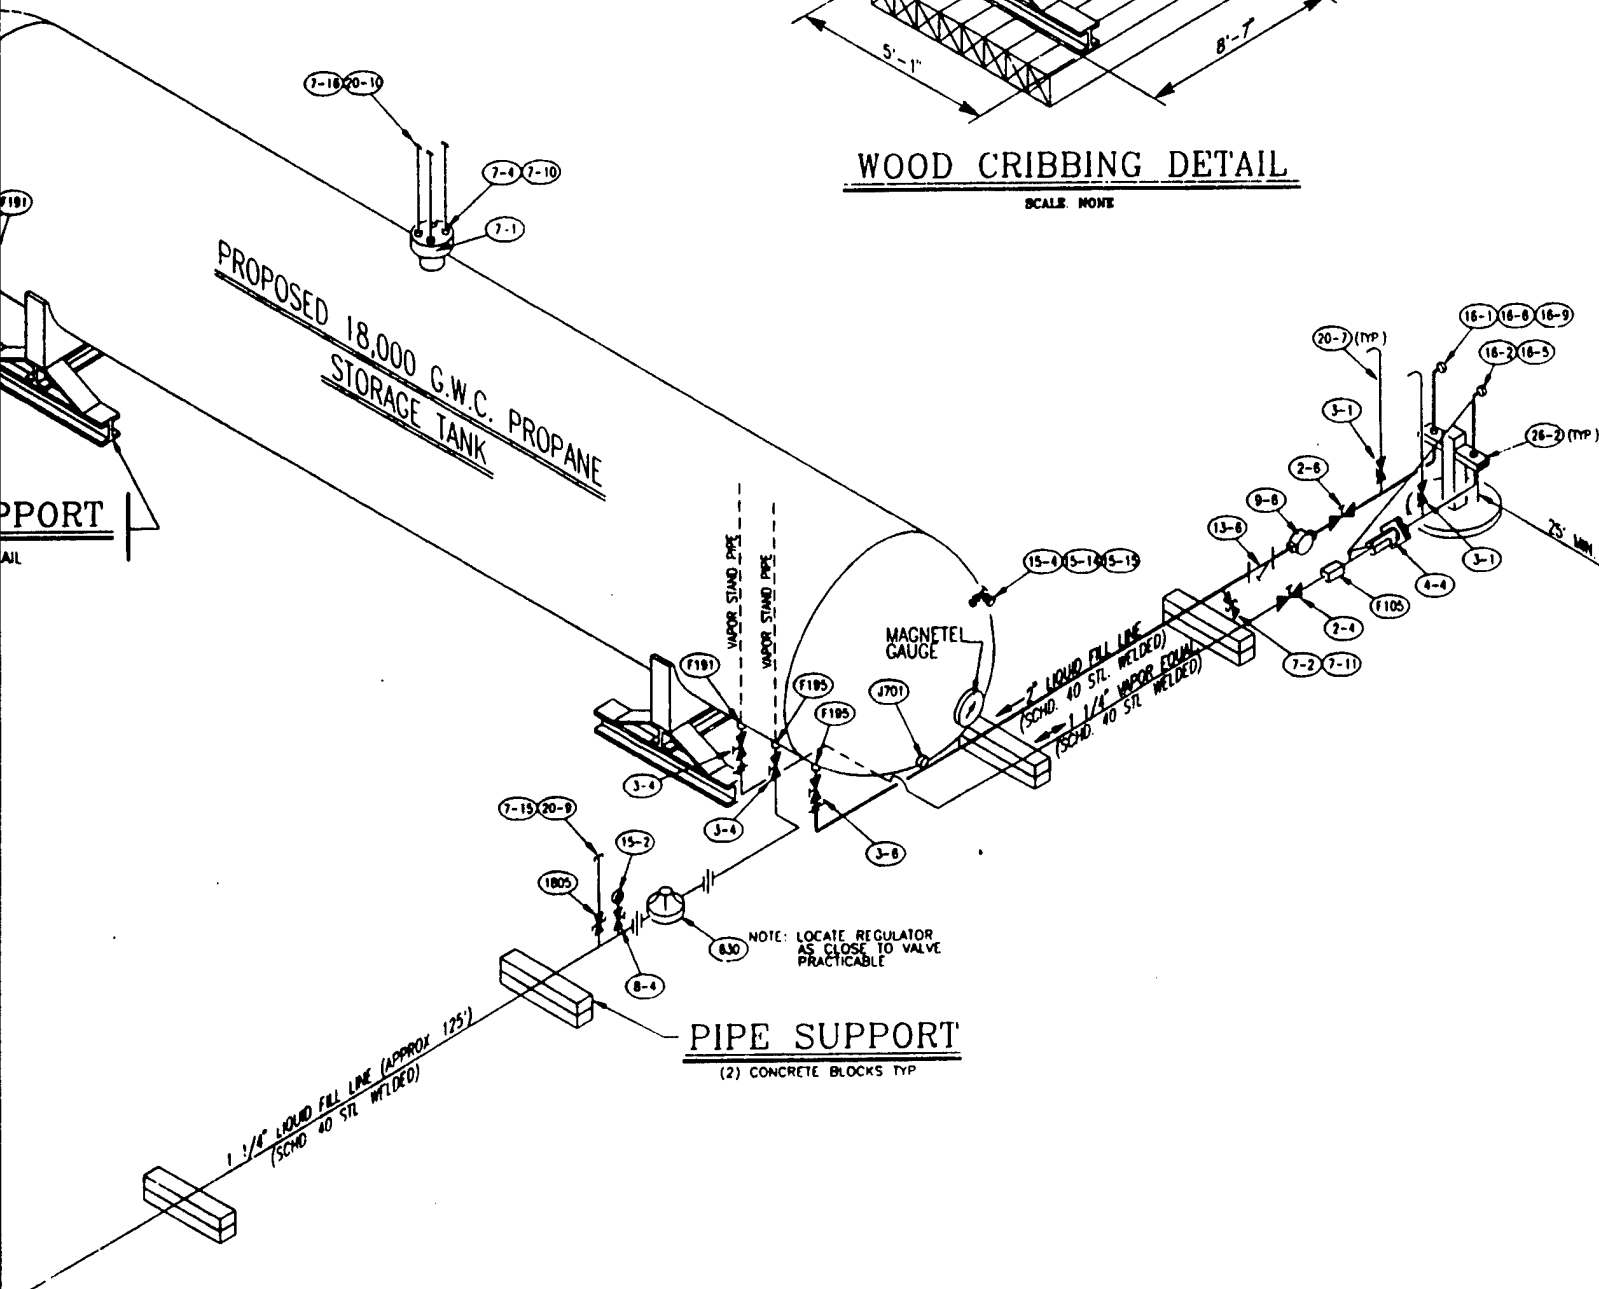 5'-1"
8'-7"
WOOD CRIBBING DETAIL
SCALE NONE
7-16 20-10
7-4 7-10
7-1
F191
PROPOSED 18,000 G.W.C. PROPANE
STORAGE TANK
PPORT
AIL
16-1 16-8 16-9
16-2 16-5
20-7 (TYP)
3-1
26-2 (TYP)
2-6
9-6
13-6
25' MIN.
3-1
4-4
F105
2-4
7-2 7-11
VAPOR STAND PIPE
VAPOR STAND PIPE
15-4 15-14 15-15
MAGNETEL
GAUGE
2" LIQUID FILL LINE
(SCHD. 40 STL. WELDED)
1 1/4" VAPOR EQUAL.
(SCHD. 40 STL WELDED)
F191
F195
F195
J701
3-4
3-4
3-6
7-15 20-9
15-2
1805
630
8-4
NOTE: LOCATE REGULATOR
AS CLOSE TO VALVE
PRACTICABLE
PIPE SUPPORT
(2) CONCRETE BLOCKS TYP
1 1/4" LIQUID FILL LINE (APPROX 125')
(SCHD 40 STL WELDED)